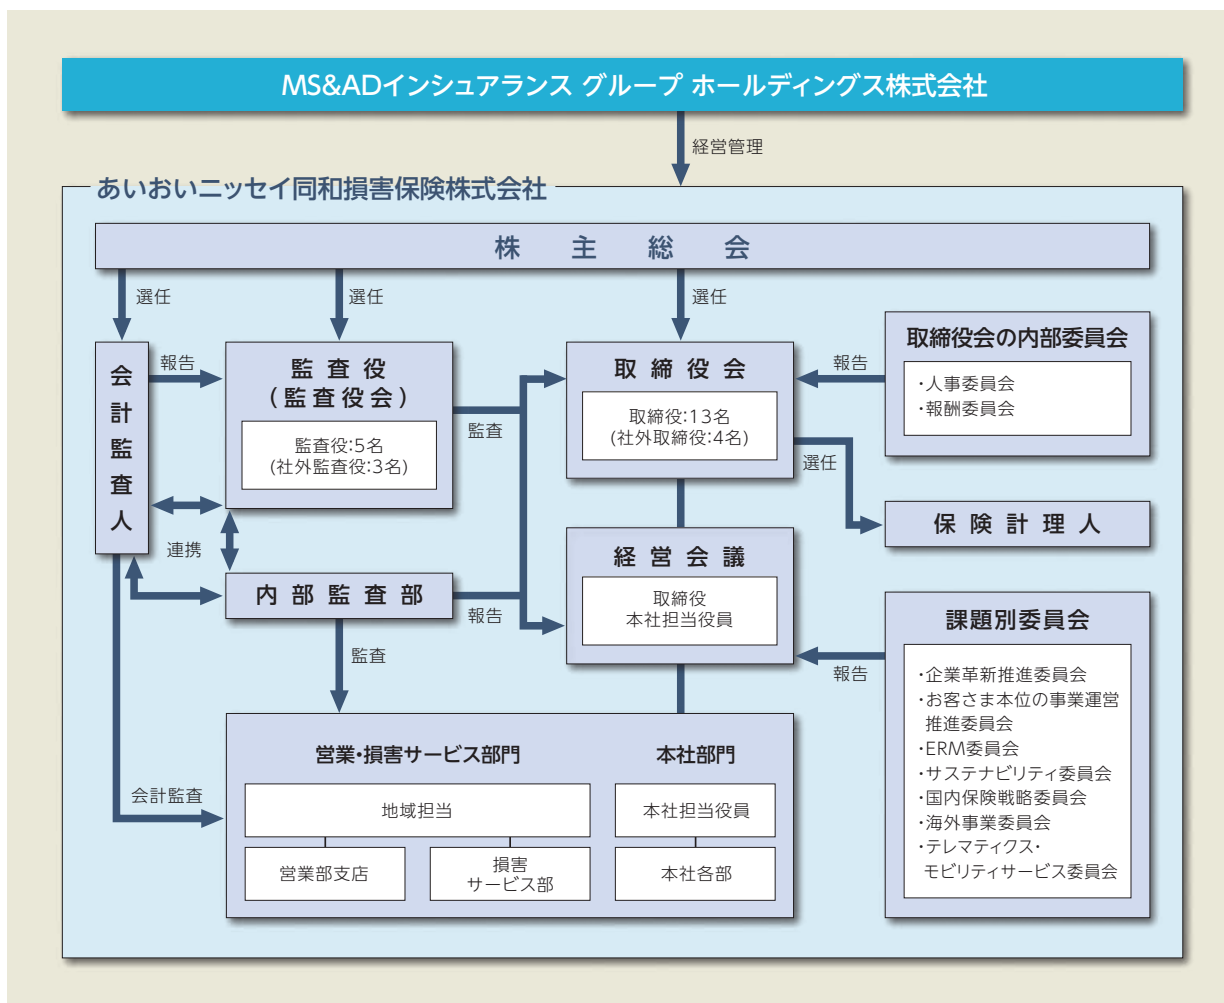 MS&ADインシュアランス グループ ホールディングス株式会社
経営管理
あいおいニッセイ同和損害保険株式会社
株主総会
選任
選任
選任
会計監査人
報告
監査役
(監査役会)
監査役:5名
(社外監査役:3名)
監査
取締役会
取締役:13名
(社外取締役:4名)
報告
取締役会の内部委員会
・人事委員会
・報酬委員会
選任
保険計理人
連携
内部監査部
報告
経営会議
取締役
本社担当役員
報告
課題別委員会
・企業革新推進委員会
・お客さま本位の事業運営
推進委員会
・ERM委員会
・サステナビリティ委員会
・国内保険戦略委員会
・海外事業委員会
・テレマティクス・
モビリティサービス委員会
監査
会計監査
営業・損害サービス部門
地域担当
営業部支店
損害
サービス部
本社部門
本社担当役員
本社各部